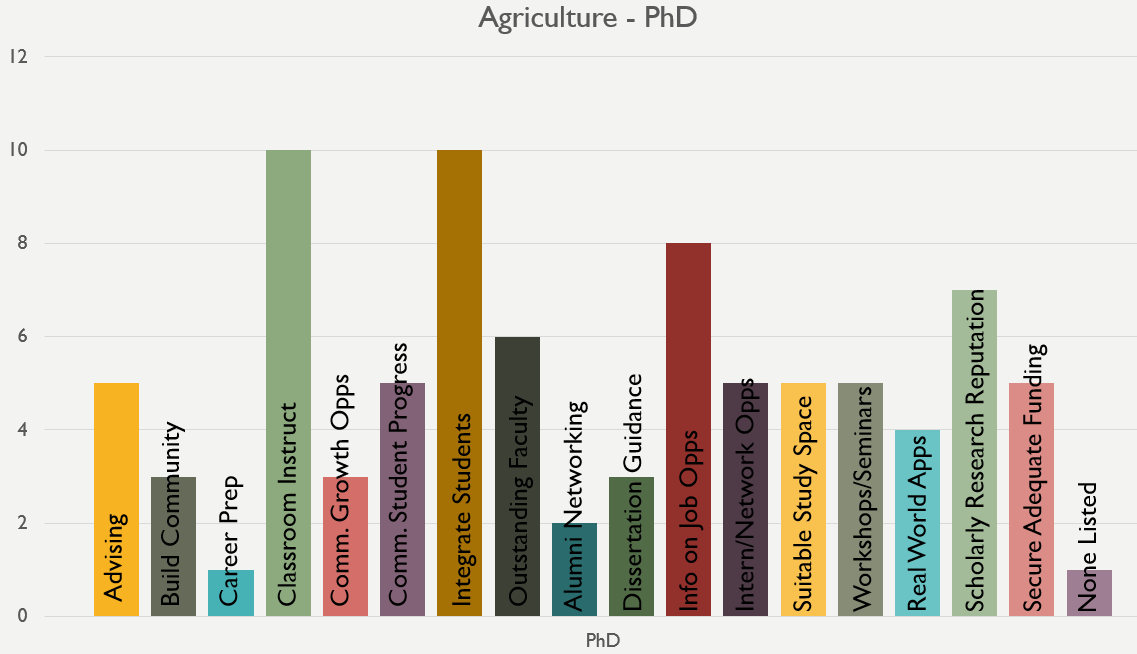 Agriculture - PhD
12
10
8
6
4
2
0
Advising
Build Community
Career Prep
Classroom Instruct
Comm. Growth Opps
Comm. Student Progress
Integrate Students
Outstanding Faculty
Alumni Networking
Dissertation Guidance
Info on Job Opps
Intern/Network Opps
Suitable Study Space
Workshops/Seminars
Real World Apps
Scholarly Research Reputation
Secure Adequate Funding
None Listed
PhD